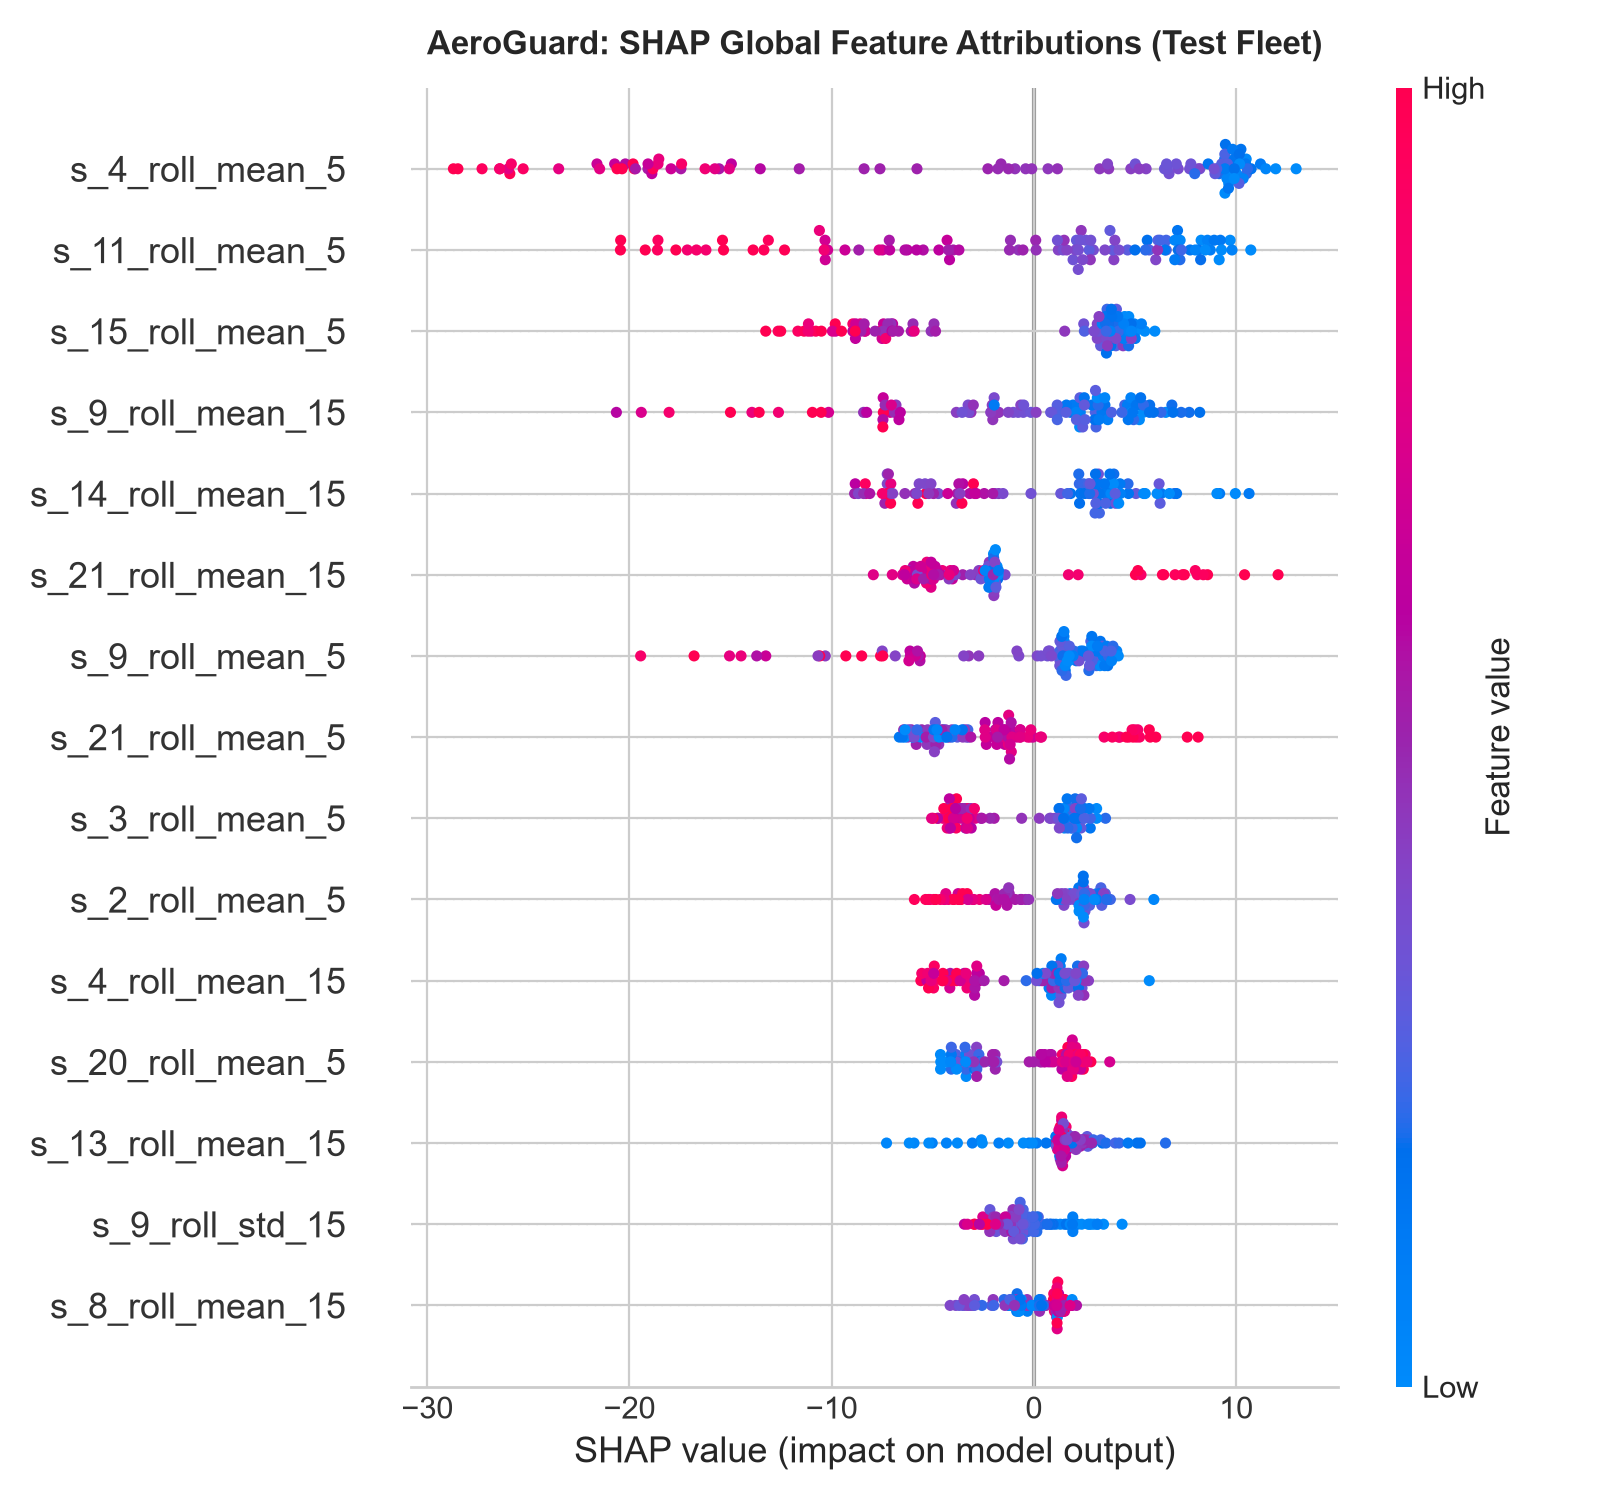 AeroGuard: SHAP Global Feature Attributions (Test Fleet)
High
s_4_roll_mean_5
s_11_roll_mean_5
s_15_roll_mean_5
s_9_roll_mean_15
s_14_roll_mean_15
s_21_roll_mean_15
s_9_roll_mean_5
s_21_roll_mean_5
s_3_roll_mean_5
s_2_roll_mean_5
s_4_roll_mean_15
s_20_roll_mean_5
s_13_roll_mean_15
s_9_roll_std_15
s_8_roll_mean_15
Feature value
Low
−30 −20 −10 0 10
SHAP value (impact on model output)